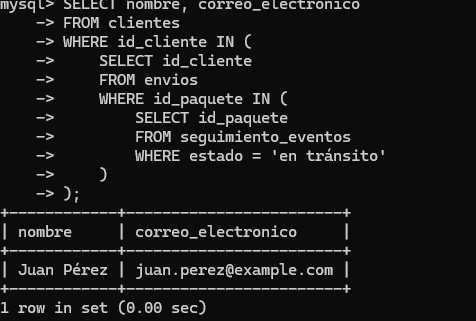 mysql> SELECT nombre, correo_electronico
    -> FROM clientes
    -> WHERE id_cliente IN (
    ->     SELECT id_cliente
    ->     FROM envios
    ->     WHERE id_paquete IN (
    ->         SELECT id_paquete
    ->         FROM seguimiento_eventos
    ->         WHERE estado = 'en tránsito'
    ->     )
    -> );
+------------+------------------------+
| nombre     | correo_electronico     |
+------------+------------------------+
| Juan Pérez | juan.perez@example.com |
+------------+------------------------+
1 row in set (0.00 sec)